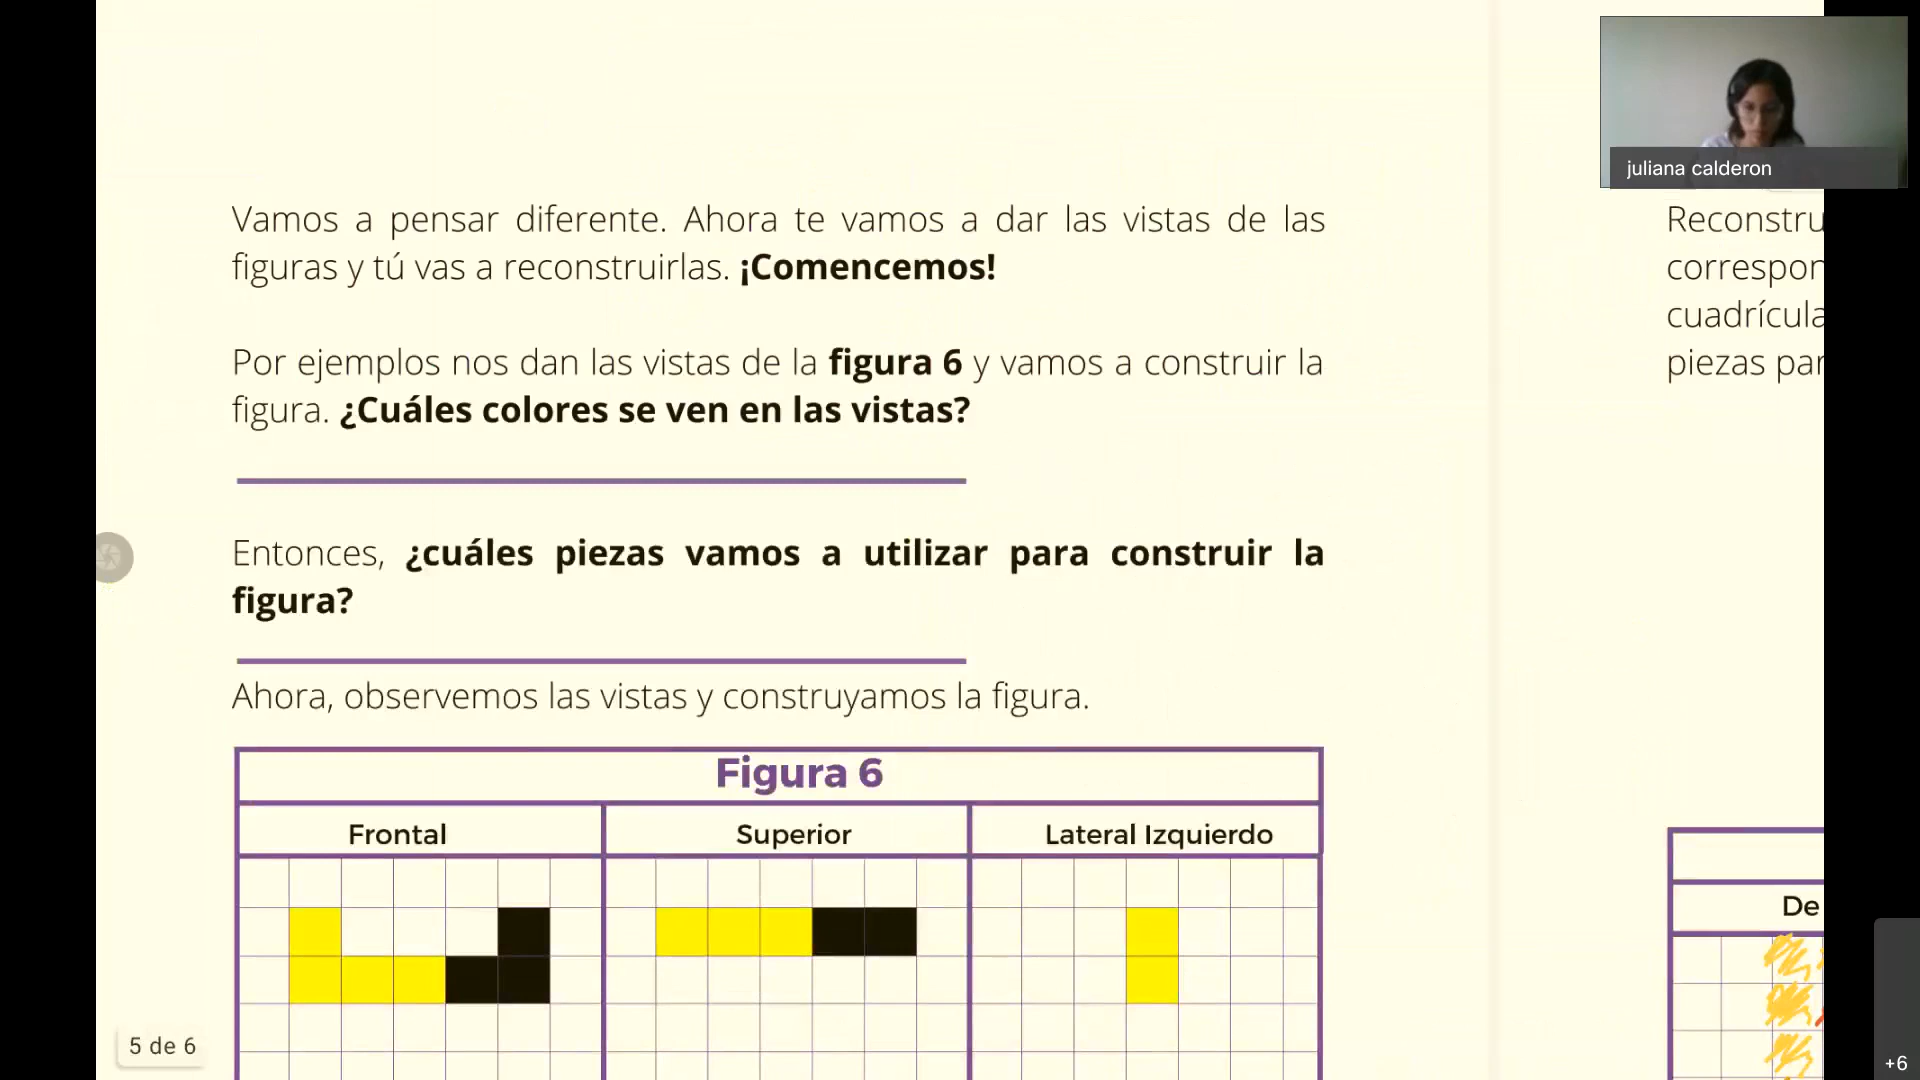 juliana calderon
Vamos a pensar diferente. Ahora te vamos a dar las vistas de las
figuras y tú vas a reconstruirlas. ¡Comencemos!
Por ejemplos nos dan las vistas de la figura 6 y vamos a construir la
figura. ¿Cuáles colores se ven en las vistas?
Entonces, ¿cuáles piezas vamos a utilizar para construir la
figura?
Ahora, observemos las vistas y construyamos la figura.
Figura 6
Frontal
Superior
Lateral Izquierdo
5 de 6
Reconstru
correspon
cuadrícula
piezas par
De
+6